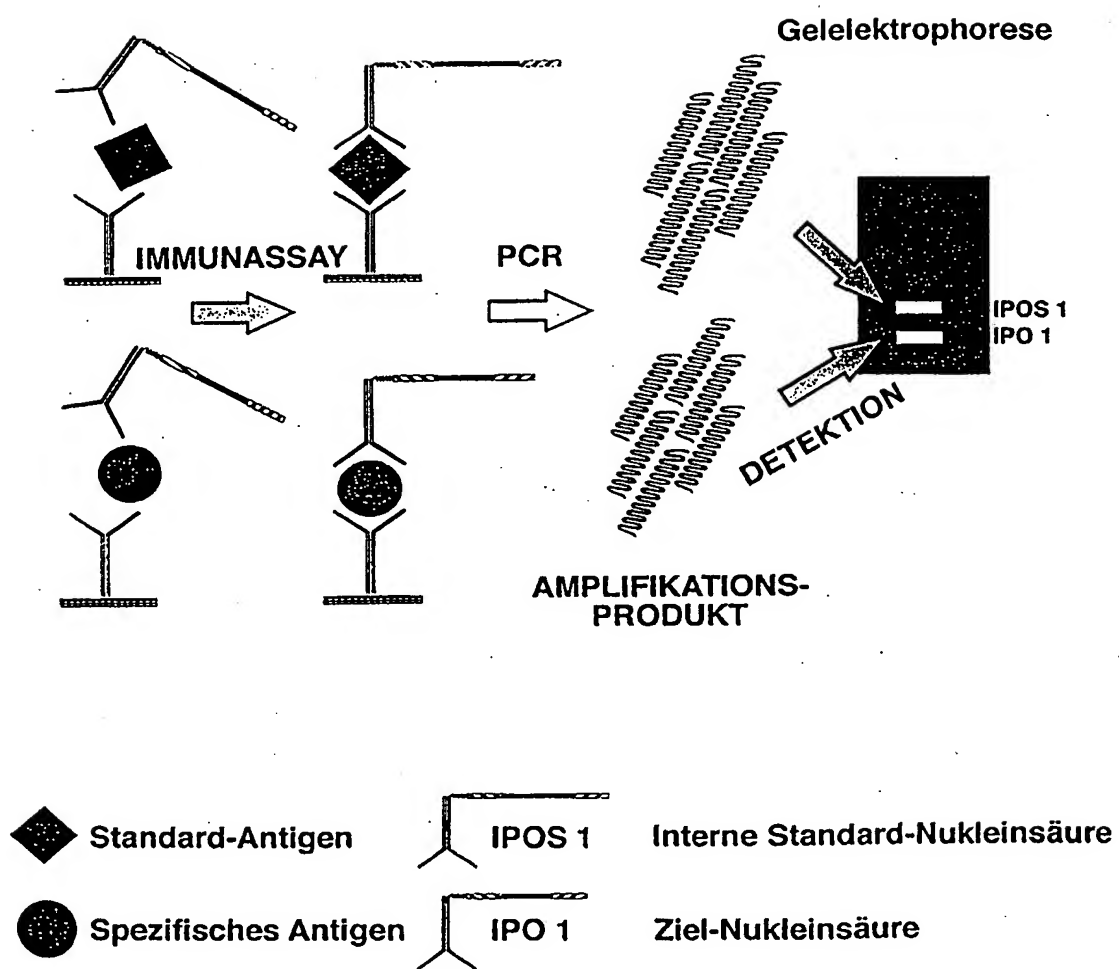 Gelelektrophorese
IMMUNASSAY
PCR
IPOS 1
IPO 1
DETEKTION
AMPLIFIKATIONS-
PRODUKT
Standard-Antigen
IPOS 1
Interne Standard-Nukleinsäure
Spezifisches Antigen
IPO 1
Ziel-Nukleinsäure